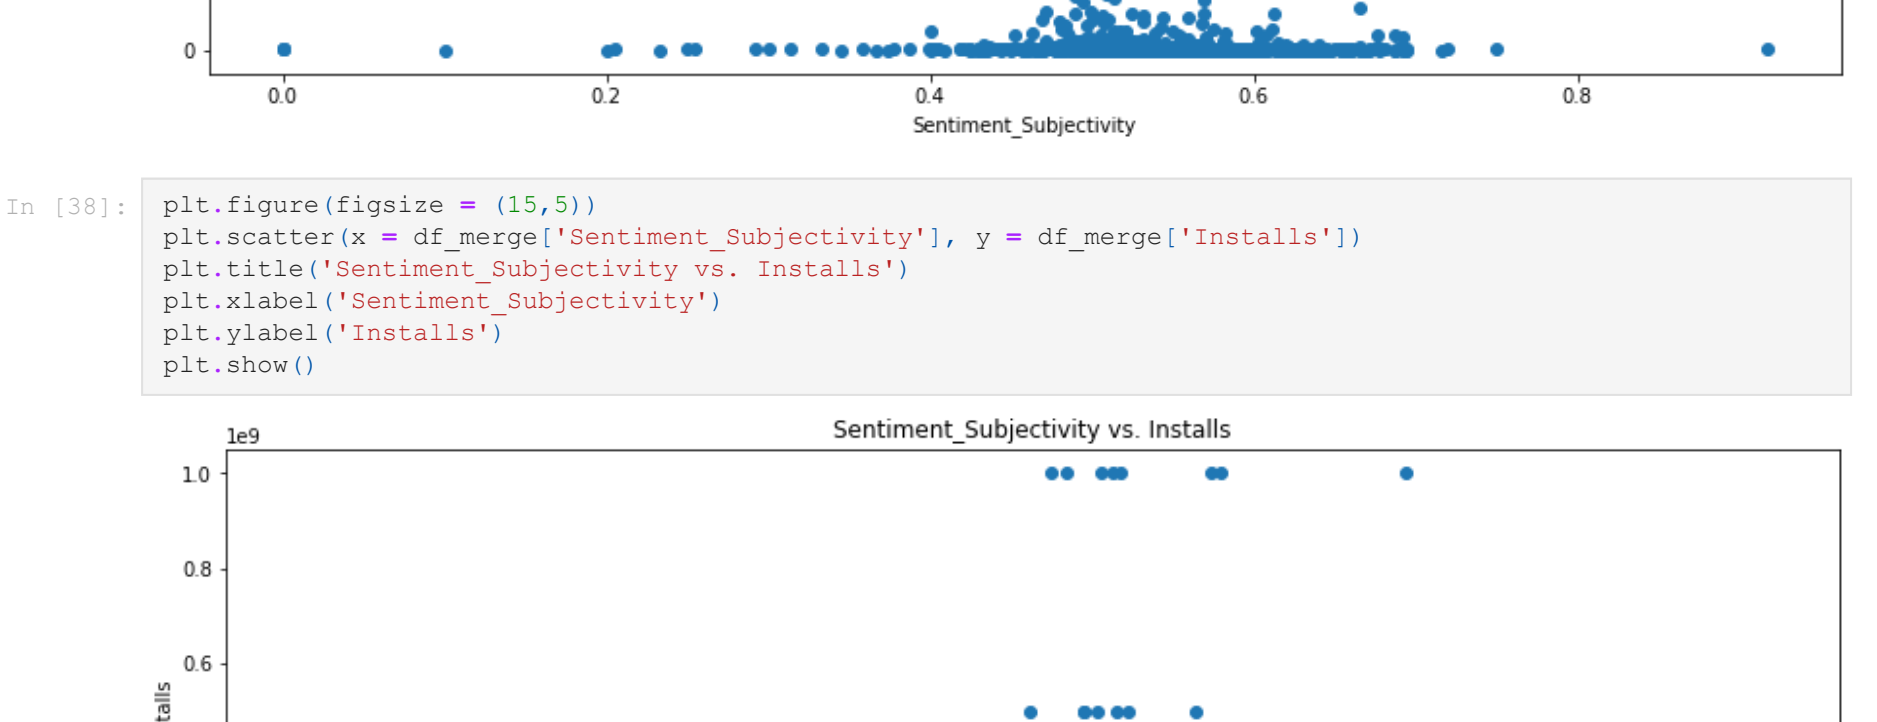 0
0.0 0.2 0.4 0.6 0.8
Sentiment_Subjectivity
In [38]:
plt.figure(figsize = (15,5))
plt.scatter(x = df_merge['Sentiment_Subjectivity'], y = df_merge['Installs'])
plt.title('Sentiment_Subjectivity vs. Installs')
plt.xlabel('Sentiment_Subjectivity')
plt.ylabel('Installs')
plt.show()
Sentiment_Subjectivity vs. Installs
1e9
1.0
0.8
0.6
talls